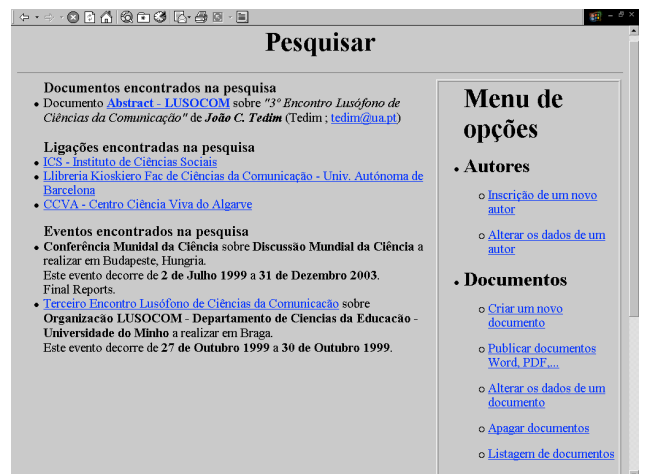 Pesquisar
Documentos encontrados na pesquisa
Documento Abstract - LUSOCOM sobre "3º Encontro Lusófono de
Ciências da Comunicação" de João C. Tedim (Tedim ; tedim@ua.pt)
Ligações encontradas na pesquisa
ICS - Instituto de Ciências Sociais
Llibreria Kioskiero Fac de Ciências da Comunicação - Univ. Autónoma de
Barcelona
CCVA - Centro Ciência Viva do Algarve
Eventos encontrados na pesquisa
Conferência Munidal da Ciência sobre Discussão Mundial da Ciência a
realizar em Budapeste, Hungria.
Este evento decorre de 2 de Julho 1999 a 31 de Dezembro 2003.
Final Reports.
Terceiro Encontro Lusófono de Ciências da Comunicacão sobre
Organizacão LUSOCOM - Departamento de Ciencias da Educacão -
Universidade do Minho a realizar em Braga.
Este evento decorre de 27 de Outubro 1999 a 30 de Outubro 1999.
Menu de
opções
Autores
Inscrição de um novo
autor
Alterar os dados de um
autor
Documentos
Criar um novo
documento
Publicar documentos
Word, PDF,...
Alterar os dados de um
documento
Apagar documentos
Listagem de documentos